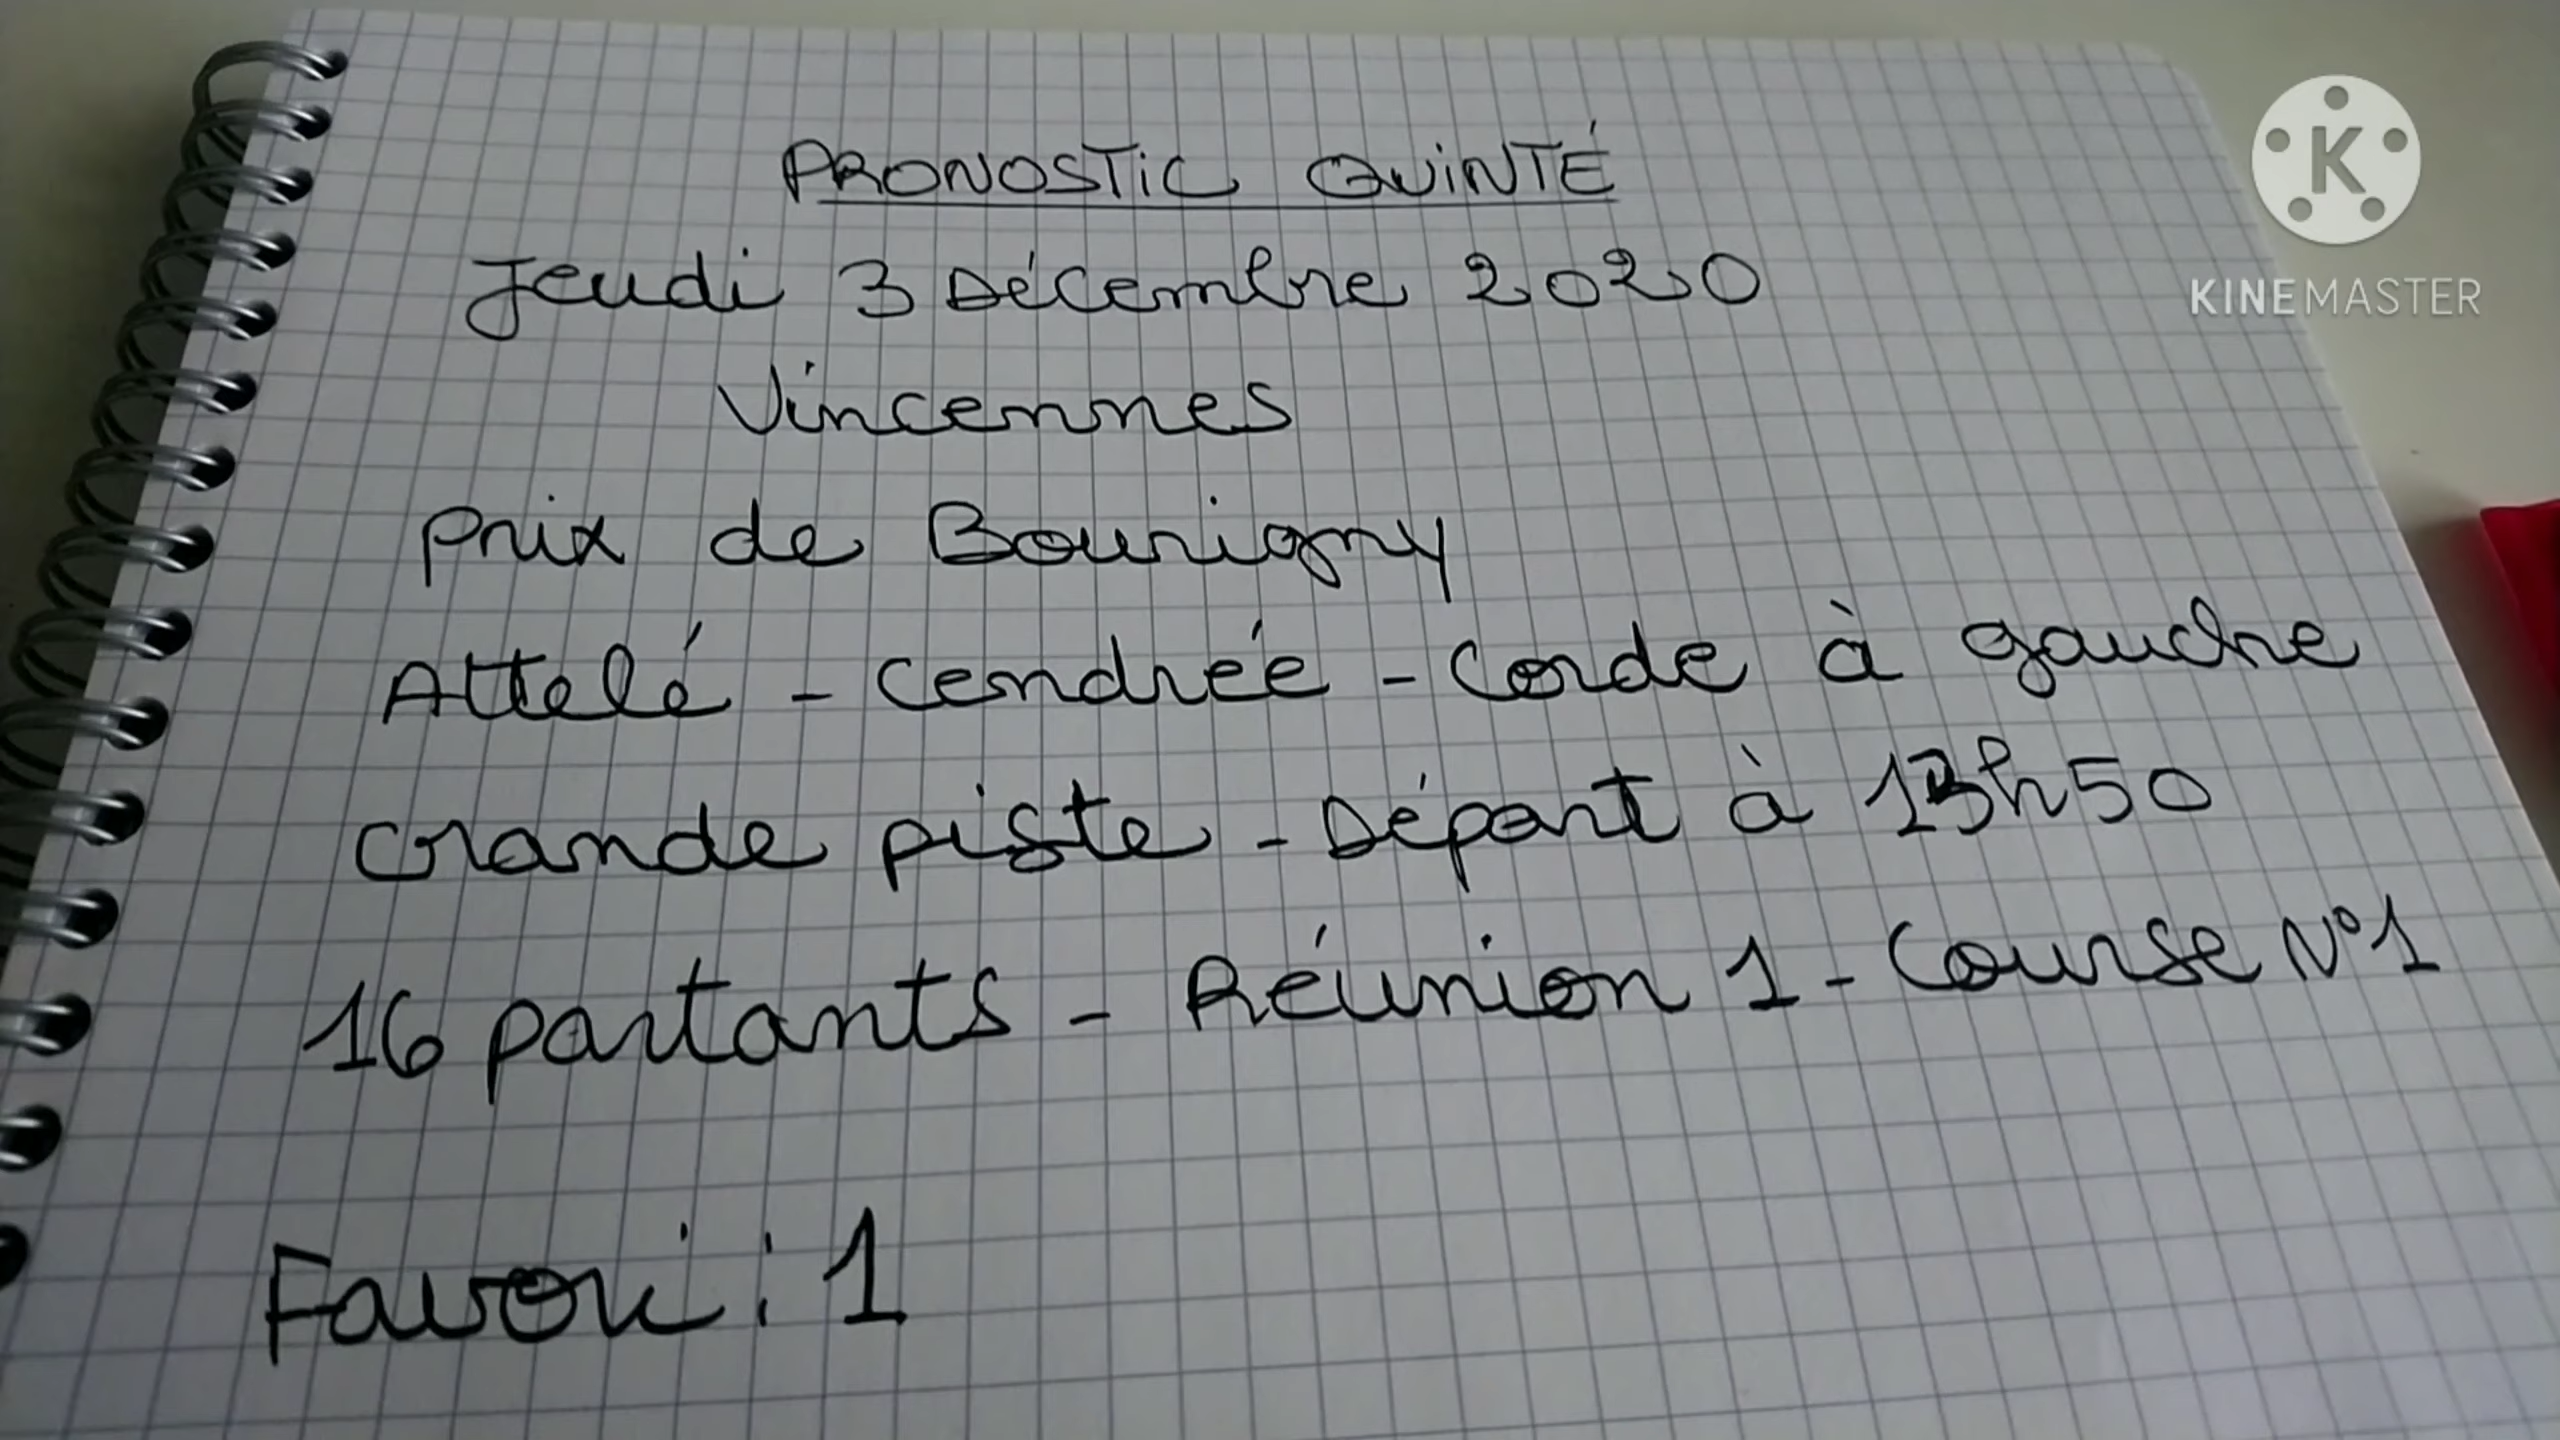 PRONOSTIC QUINTÉ
Jeudi 3 Décembre 2020
Vincennes
Prix de Bourigny
Attelé - Cendrée - Corde à gauche
Grande piste - Départ à 13h50
16 partants - Réunion 1 - Course N°1
Favori : 1
K
KINEMASTER